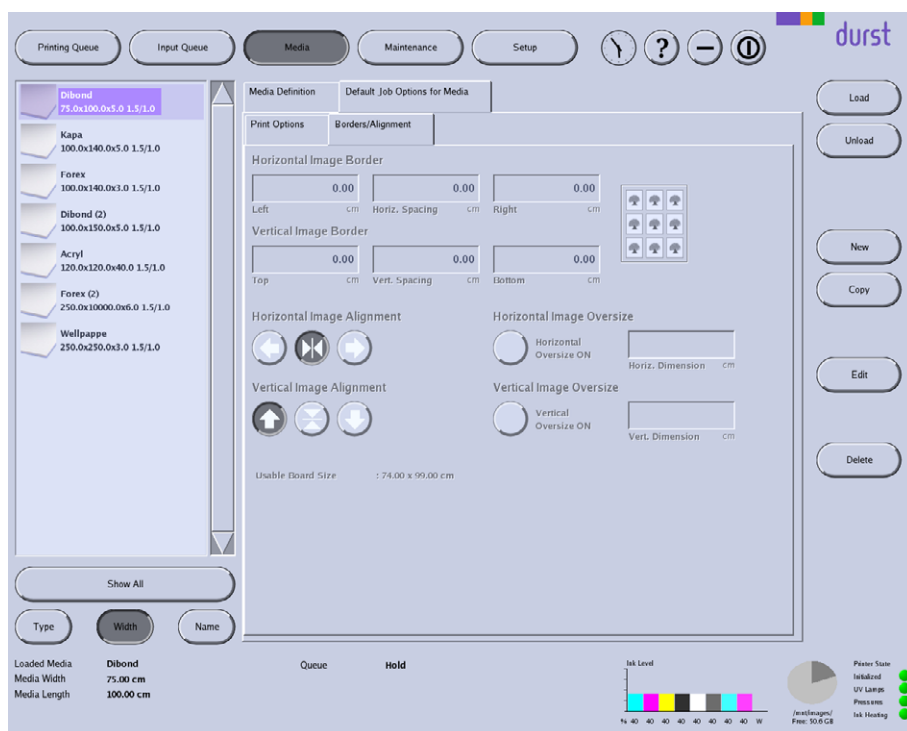 Printing Queue
Input Queue
Media
Maintenance
Setup
?
durst
Dibond
75.0x100.0x5.0 1.5/1.0
Kapa
100.0x140.0x5.0 1.5/1.0
Forex
100.0x140.0x3.0 1.5/1.0
Dibond (2)
100.0x150.0x5.0 1.5/1.0
Acryl
120.0x120.0x40.0 1.5/1.0
Forex (2)
250.0x10000.0x6.0 1.5/1.0
Wellpappe
250.0x250.0x3.0 1.5/1.0
Show All
Type
Width
Name
Media Definition
Default Job Options for Media
Print Options
Borders/Alignment
Horizontal Image Border
0.00
0.00
0.00
Left cm
Horiz. Spacing cm
Right cm
Vertical Image Border
0.00
0.00
0.00
Top cm
Vert. Spacing cm
Bottom cm
Horizontal Image Alignment
Horizontal Image Oversize
Horizontal
Oversize ON
Horiz. Dimension cm
Vertical Image Alignment
Vertical Image Oversize
Vertical
Oversize ON
Vert. Dimension cm
Usable Board Size : 74.00 x 99.00 cm
Load
Unload
New
Copy
Edit
Delete
Loaded Media Dibond
Media Width 75.00 cm
Media Length 100.00 cm
Queue Hold
Ink Level
% 40 40 40 40 40 40 40 40 W
/mnt/images/
Free: 50.6 GB
Printer State
Initialized
UV Lamps
Pressures
Ink Heating